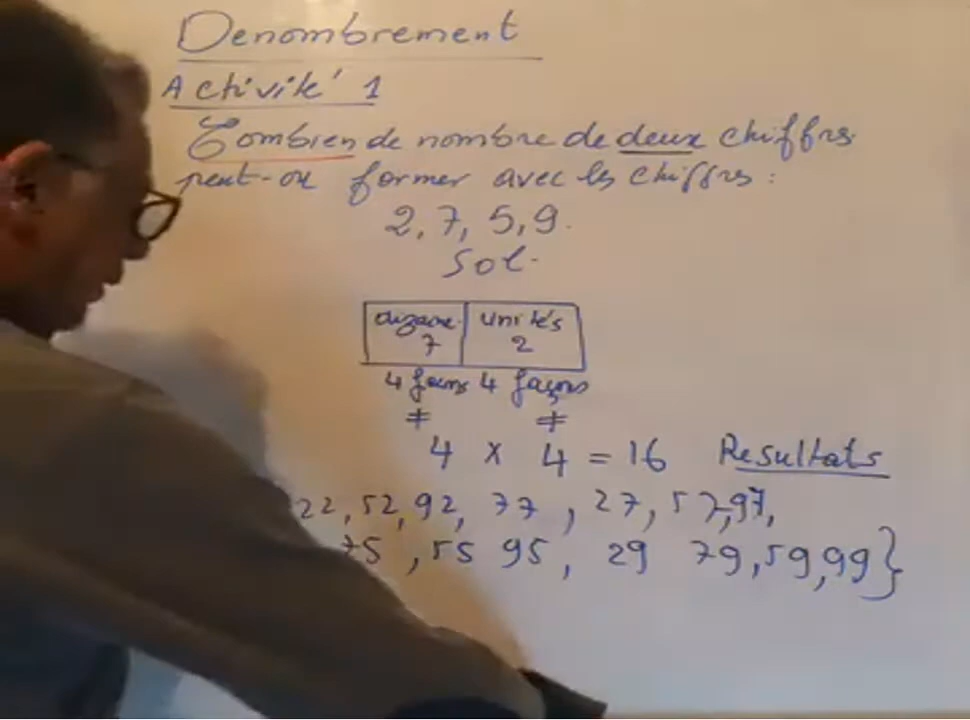 Denombrement
Activité 1
Combien de nombre de deux chiffrs
peut-on former avec les chiffrs :
2, 7, 5, 9.
Sol.
dizaine unités
7 2
4 façons 4 façons
≠ ≠
4 x 4 = 16 Resultats
22, 52, 92, 77, 27, 57, 97,
75, 55 95, 29 79, 59, 99}